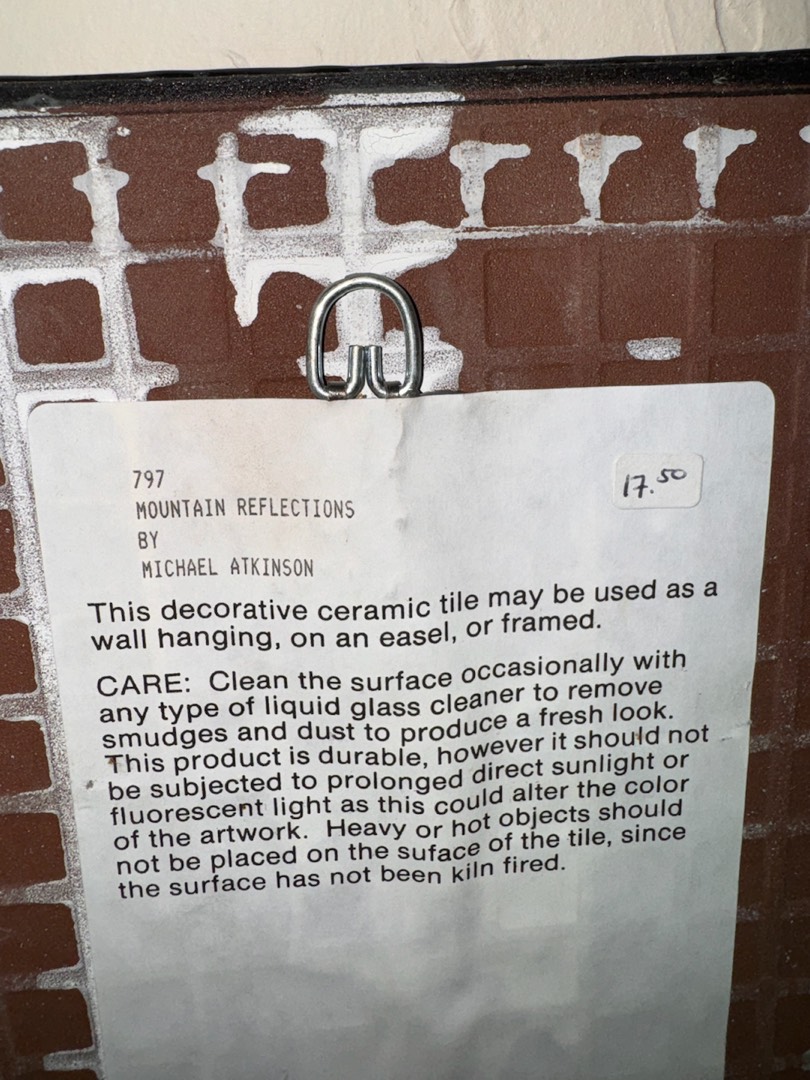 797
17.50
MOUNTAIN REFLECTIONS
BY
MICHAEL ATKINSON
This decorative ceramic tile may be used as a
wall hanging, on an easel, or framed.
CARE: Clean the surface occasionally with
any type of liquid glass cleaner to remove
smudges and dust to produce a fresh look.
This product is durable, however it should not
be subjected to prolonged direct sunlight or
fluorescent light as this could alter the color
of the artwork. Heavy or hot objects should
not be placed on the suface of the tile, since
the surface has not been kiln fired.